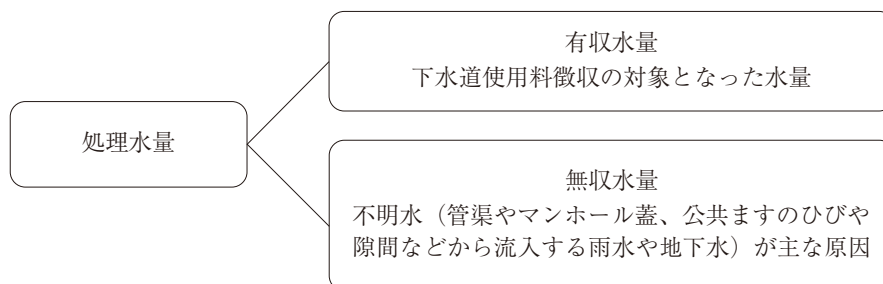 処理水量
有収水量
下水道使用料徴収の対象となった水量
無収水量
不明水（管渠やマンホール蓋、公共ますのひびや
隙間などから流入する雨水や地下水）が主な原因